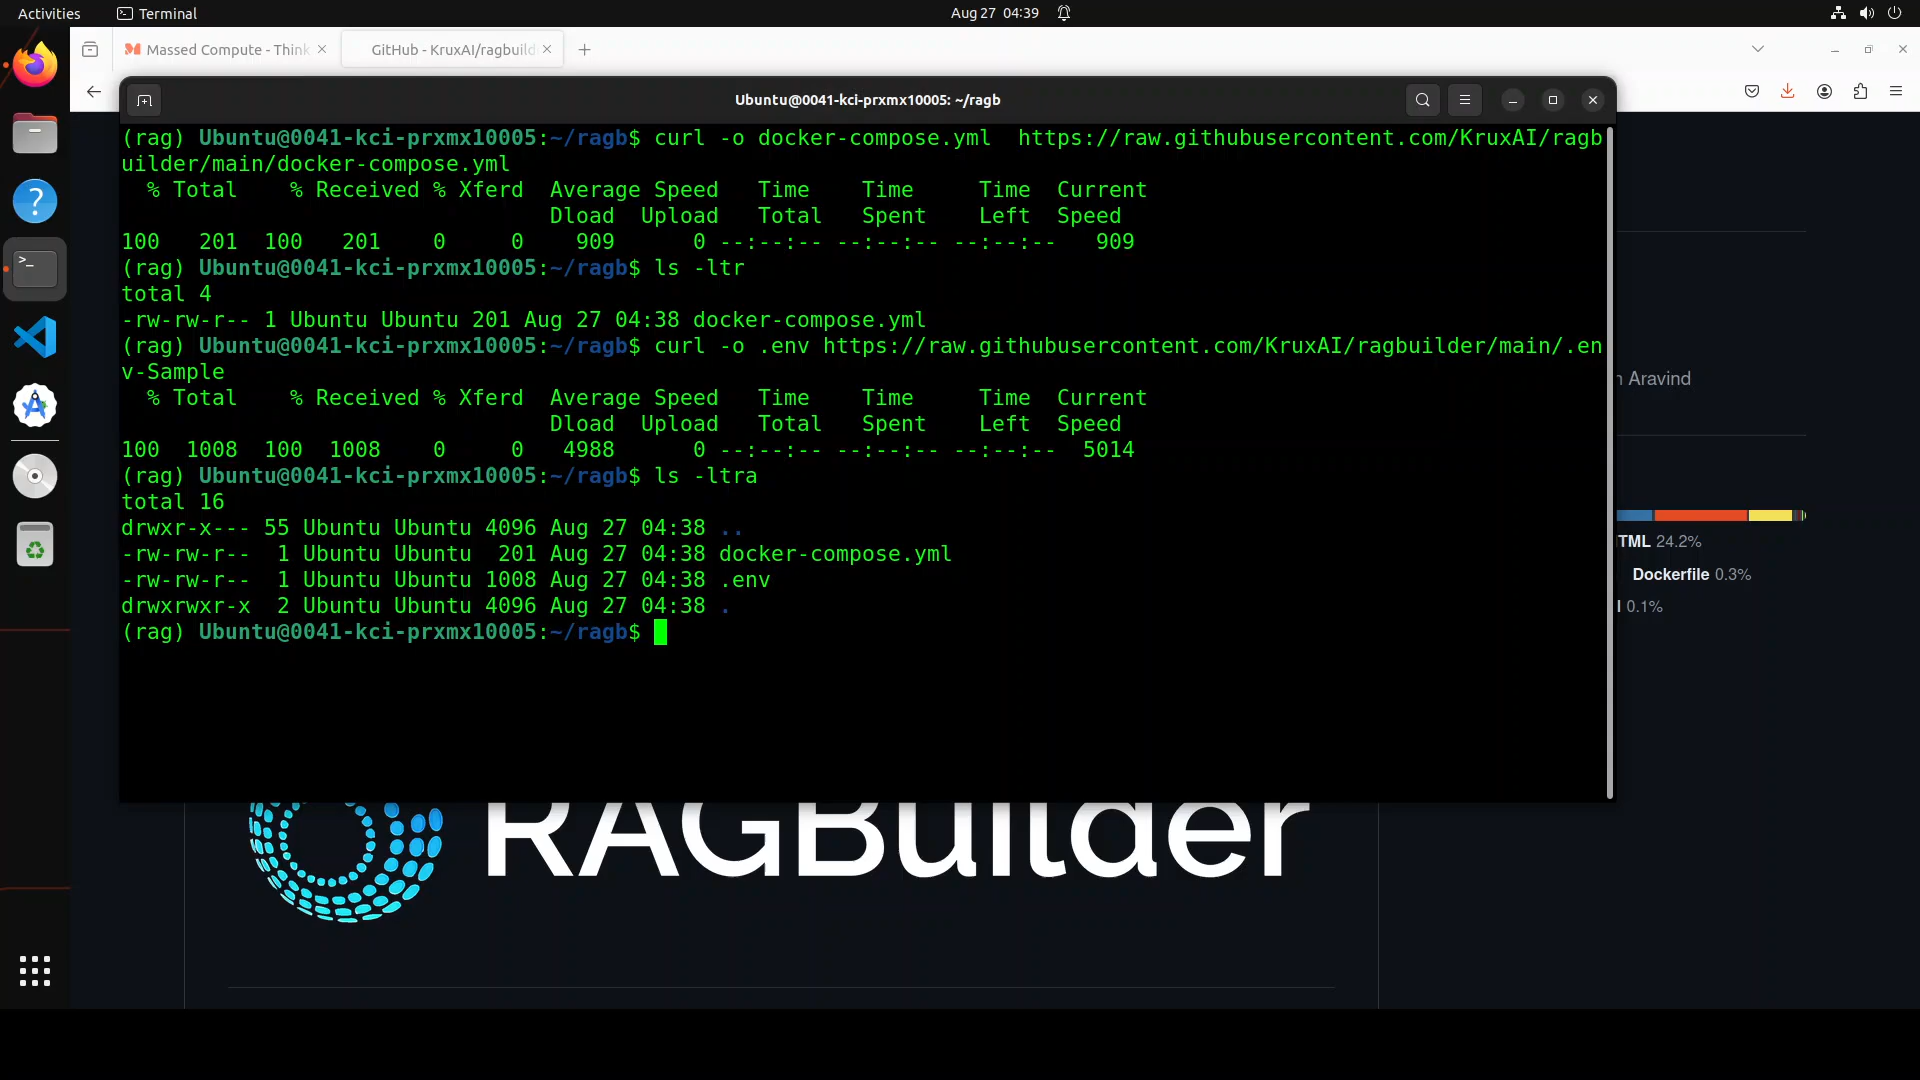 Activities
Terminal
Aug 27 04:39
Massed Compute - Think
GitHub - KruxAI/ragbuild
Ubuntu@0041-kci-prxmx10005: ~/ragb
(rag) Ubuntu@0041-kci-prxmx10005:~/ragb$ curl -o docker-compose.yml  https://raw.githubusercontent.com/KruxAI/ragb
uilder/main/docker-compose.yml
  % Total    % Received % Xferd  Average Speed   Time    Time     Time  Current
                                 Dload  Upload   Total   Spent    Left  Speed
100   201  100   201    0     0    909      0 --:--:-- --:--:-- --:--:--   909
(rag) Ubuntu@0041-kci-prxmx10005:~/ragb$ ls -ltr
total 4
-rw-rw-r-- 1 Ubuntu Ubuntu 201 Aug 27 04:38 docker-compose.yml
(rag) Ubuntu@0041-kci-prxmx10005:~/ragb$ curl -o .env https://raw.githubusercontent.com/KruxAI/ragbuilder/main/.en
v-Sample
  % Total    % Received % Xferd  Average Speed   Time    Time     Time  Current
                                 Dload  Upload   Total   Spent    Left  Speed
100  1008  100  1008    0     0   4988      0 --:--:-- --:--:-- --:--:--  5014
(rag) Ubuntu@0041-kci-prxmx10005:~/ragb$ ls -ltra
total 16
drwxr-x--- 55 Ubuntu Ubuntu 4096 Aug 27 04:38 ..
-rw-rw-r--  1 Ubuntu Ubuntu  201 Aug 27 04:38 docker-compose.yml
-rw-rw-r--  1 Ubuntu Ubuntu 1008 Aug 27 04:38 .env
drwxrwxr-x  2 Ubuntu Ubuntu 4096 Aug 27 04:38 .
(rag) Ubuntu@0041-kci-prxmx10005:~/ragb$
Aravind
TML 24.2%
Dockerfile 0.3%
l 0.1%
RAGBuilder